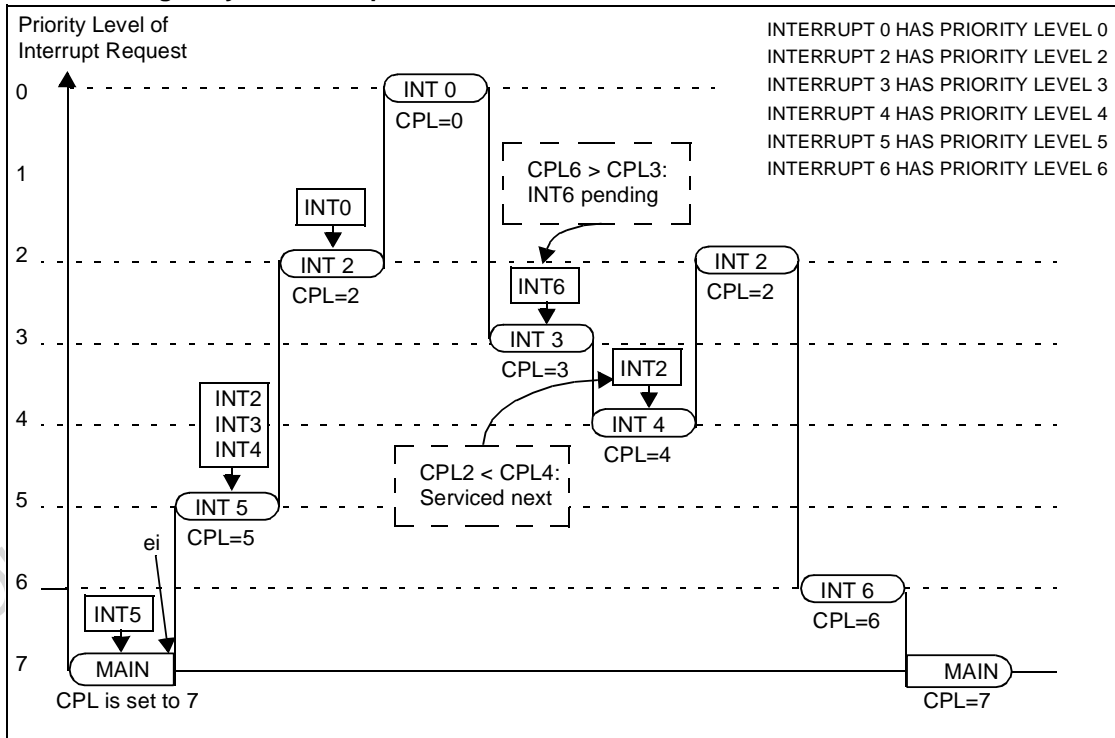 Priority Level of
Interrupt Request
INTERRUPT 0 HAS PRIORITY LEVEL 0
INTERRUPT 2 HAS PRIORITY LEVEL 2
INTERRUPT 3 HAS PRIORITY LEVEL 3
INTERRUPT 4 HAS PRIORITY LEVEL 4
INTERRUPT 5 HAS PRIORITY LEVEL 5
INTERRUPT 6 HAS PRIORITY LEVEL 6
0
INT 0
CPL=0
1
CPL6 > CPL3:
INT6 pending
INT0
2
INT 2
CPL=2
INT 2
CPL=2
INT6
3
INT 3
CPL=3
INT2
INT2
INT3
INT4
4
INT 4
CPL=4
CPL2 < CPL4:
Serviced next
5
INT 5
CPL=5
ei
6
INT 6
CPL=6
INT5
7
MAIN
CPL is set to 7
MAIN
CPL=7